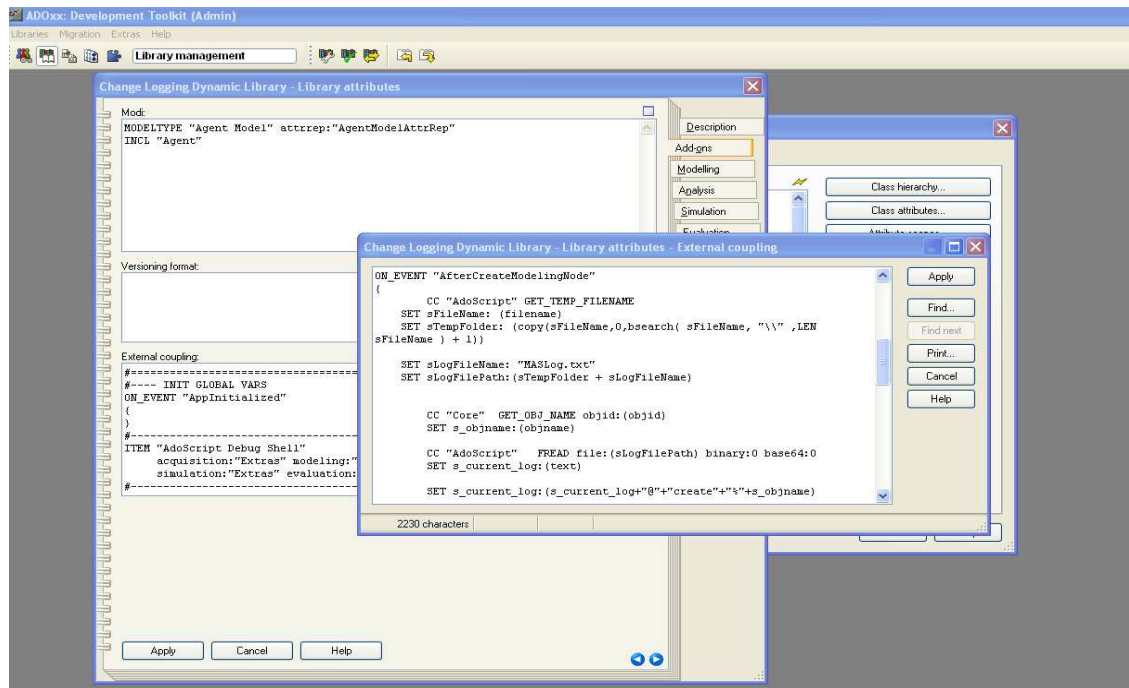 ADOxx: Development Toolkit (Admin)
Libraries Migration Extras Help
Library management
Change Logging Dynamic Library - Library attributes
Modi:
MODELTYPE "Agent Model" attrrep:"AgentModelAttrRep"
INCL "Agent"
Description
Add-ons
Modelling
Analysis
Simulation
Evaluation
Class hierarchy...
Class attributes...
Versioning format:
External coupling:
#---- INIT GLOBAL VARS
ON_EVENT "AppInitialized"
{
}
ITEM "AdoScript Debug Shell"
acquisition:"Extras" modeling:"
simulation:"Extras" evaluation:
Apply
Cancel
Help
Change Logging Dynamic Library - Library attributes - External coupling
ON_EVENT "AfterCreateModelingNode"
{
CC "AdoScript" GET_TEMP_FILENAME
SET sFileName: (filename)
SET sTempFolder: (copy(sFileName,0,bsearch( sFileName, "\\" ,LEN
sFileName ) + 1))
SET sLogFileName: "MASLog.txt"
SET sLogFilePath:(sTempFolder + sLogFileName)
CC "Core" GET_OBJ_NAME objid:(objid)
SET s_objname:(objname)
CC "AdoScript" FREAD file:(sLogFilePath) binary:0 base64:0
SET s_current_log:(text)
SET s_current_log:(s_current_log+"@"+"create"+"%"+s_objname)
2230 characters
Apply
Find...
Find next
Print...
Cancel
Help